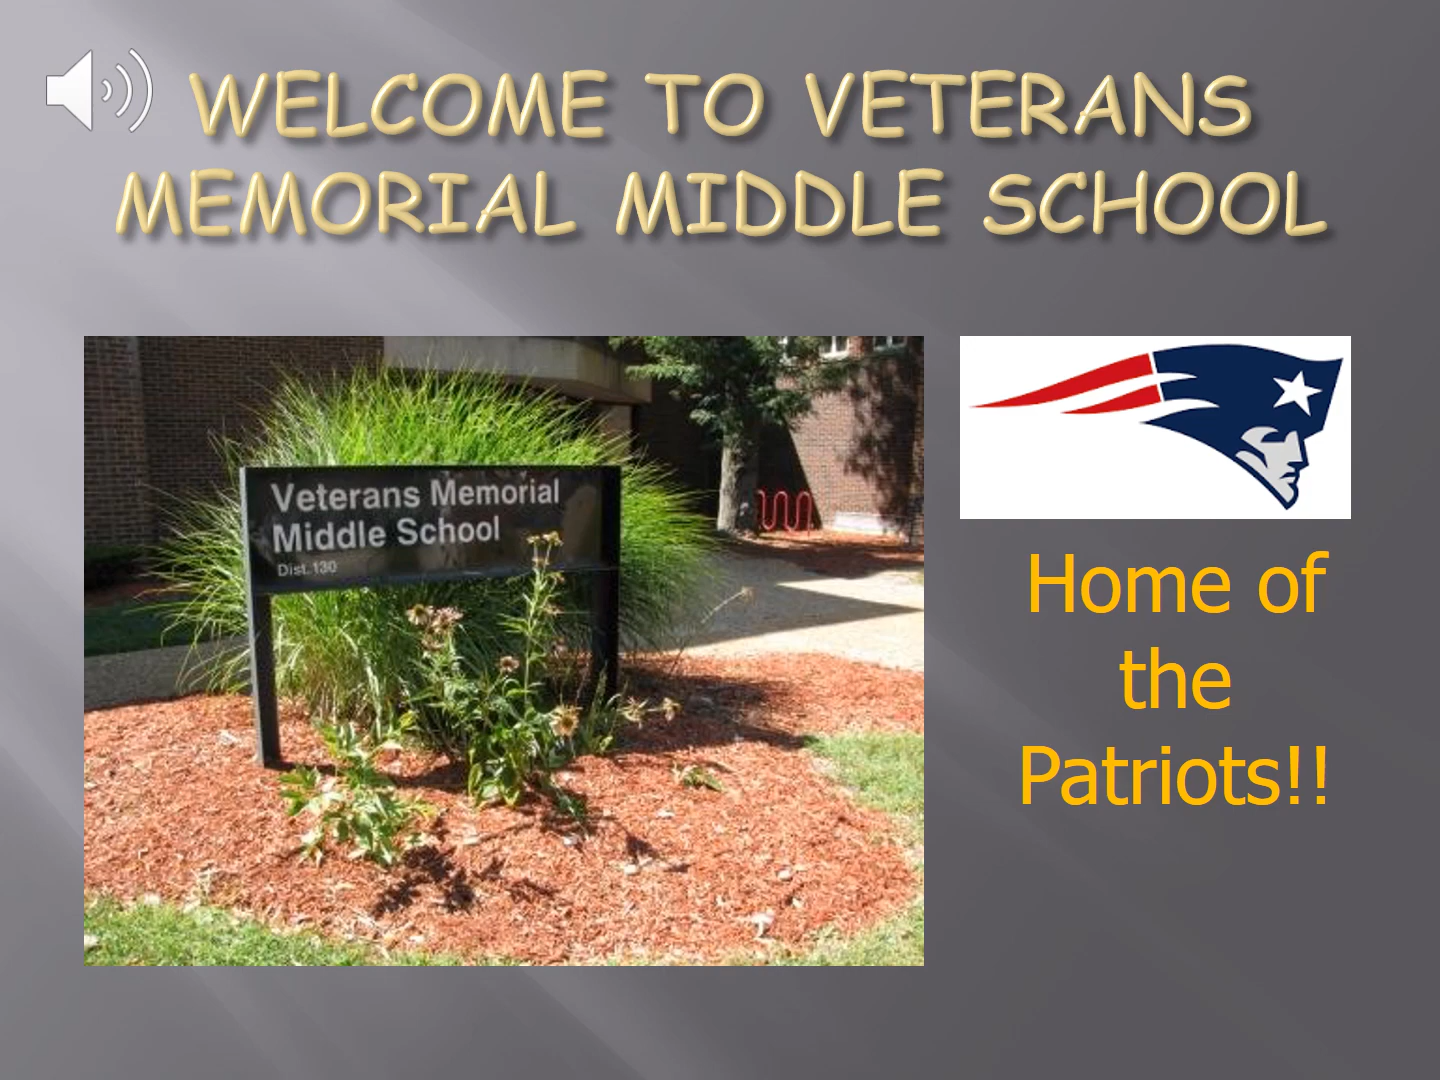 WELCOME TO VETERANS
MEMORIAL MIDDLE SCHOOL
Veterans Memorial
Middle School
Dist.130
Home of
the
Patriots!!